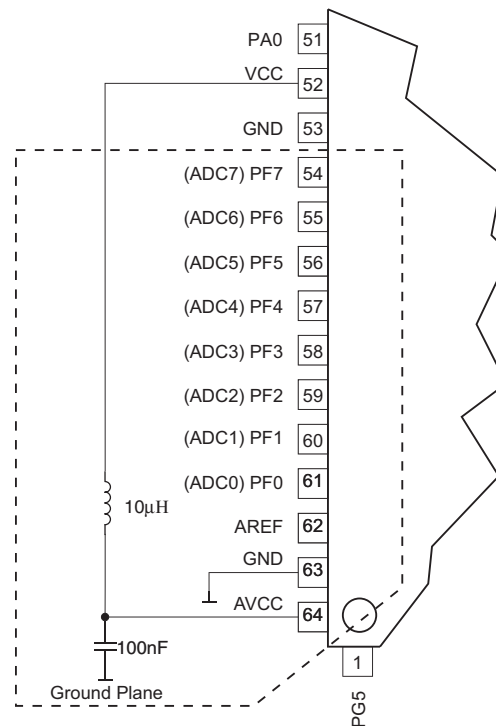 PA0 51
VCC 52
GND 53
(ADC7) PF7 54
(ADC6) PF6 55
(ADC5) PF5 56
(ADC4) PF4 57
(ADC3) PF3 58
(ADC2) PF2 59
(ADC1) PF1 60
(ADC0) PF0 61
10μH
AREF 62
GND 63
AVCC 64
100nF
Ground Plane
1
PG5